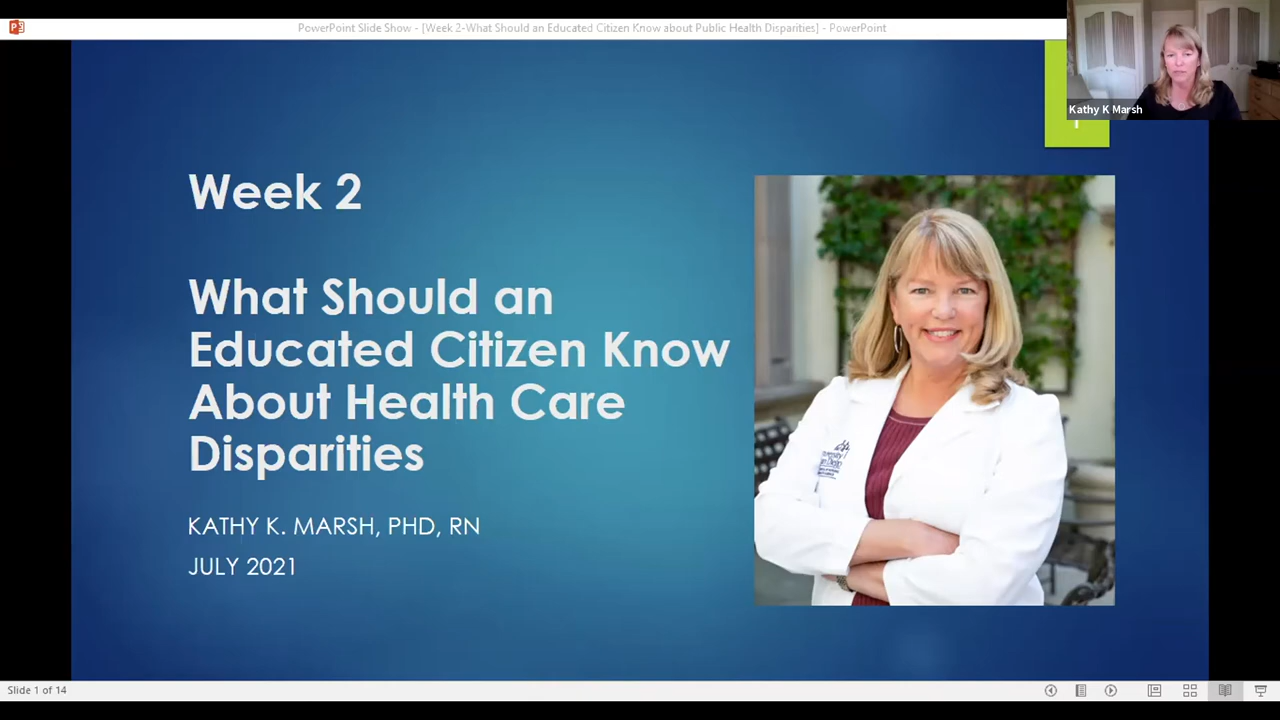 PowerPoint Slide Show - [Week 2-What Should an Educated Citizen Know about Public Health Disparities] - PowerPoint
Kathy K Marsh
Week 2
What Should an
Educated Citizen Know
About Health Care
Disparities
KATHY K. MARSH, PHD, RN
JULY 2021
Slide 1 of 14